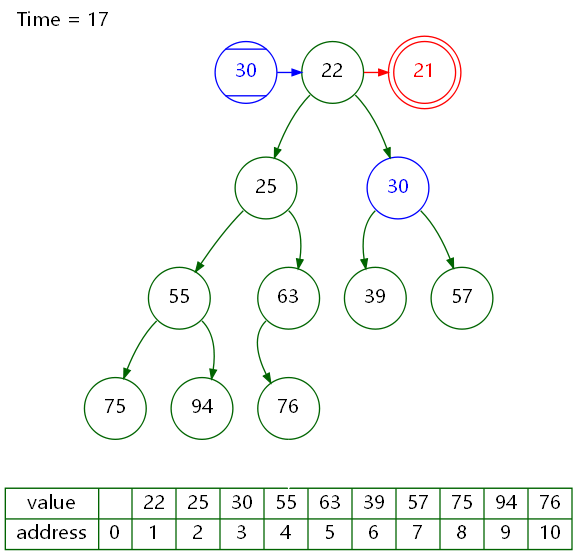 Time = 17
30 22 21
25 30
55 63 39 57
75 94 76
value 22 25 30 55 63 39 57 75 94 76
address 0 1 2 3 4 5 6 7 8 9 10